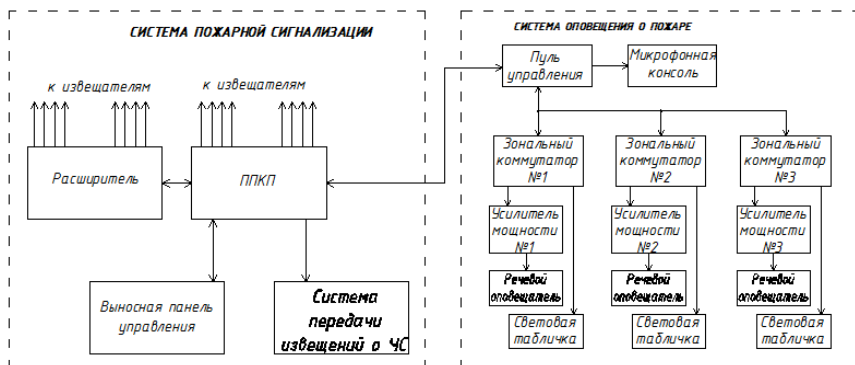 СИСТЕМА ПОЖАРНОЙ СИГНАЛИЗАЦИИ
к извещателям
к извещателям
Расширитель
ППКП
Выносная панель
управления
Система
передачи
извещений о ЧС
СИСТЕМА ОПОВЕЩЕНИЯ О ПОЖАРЕ
Пуль
управления
Микрофонная
консоль
Зональный
коммутатор
№1
Зональный
коммутатор
№2
Зональный
коммутатор
№3
Усилитель
мощности
№1
Усилитель
мощности
№2
Усилитель
мощности
№3
Речевой
оповещатель
Речевой
оповещатель
Речевой
оповещатель
Световая
табличка
Световая
табличка
Световая
табличка